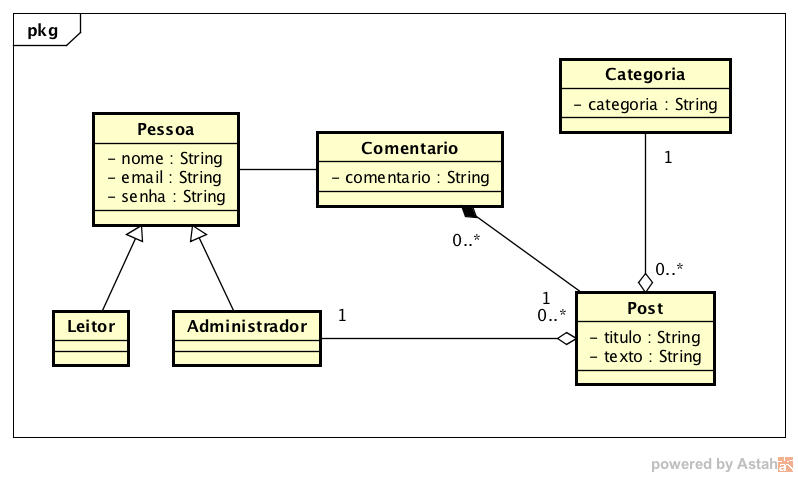 pkg
Categoria
- categoria : String
1
0..*
Pessoa
- nome : String
- email : String
- senha : String
Comentario
- comentario : String
0..*
1
Leitor
Administrador
1
0..*
Post
- titulo : String
- texto : String
powered by Astah